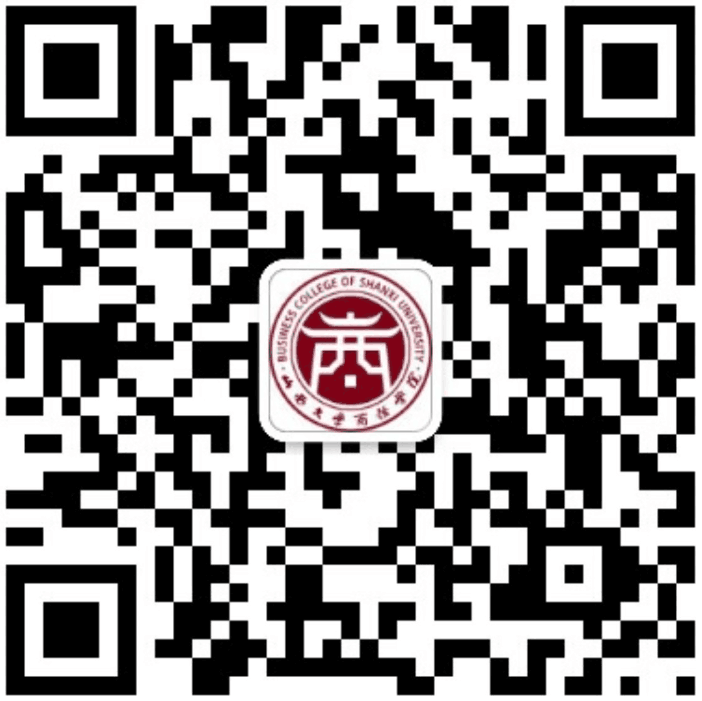 BUSINESS COLLEGE OF SHANXI UNIVERSITY
山西大学商务学院